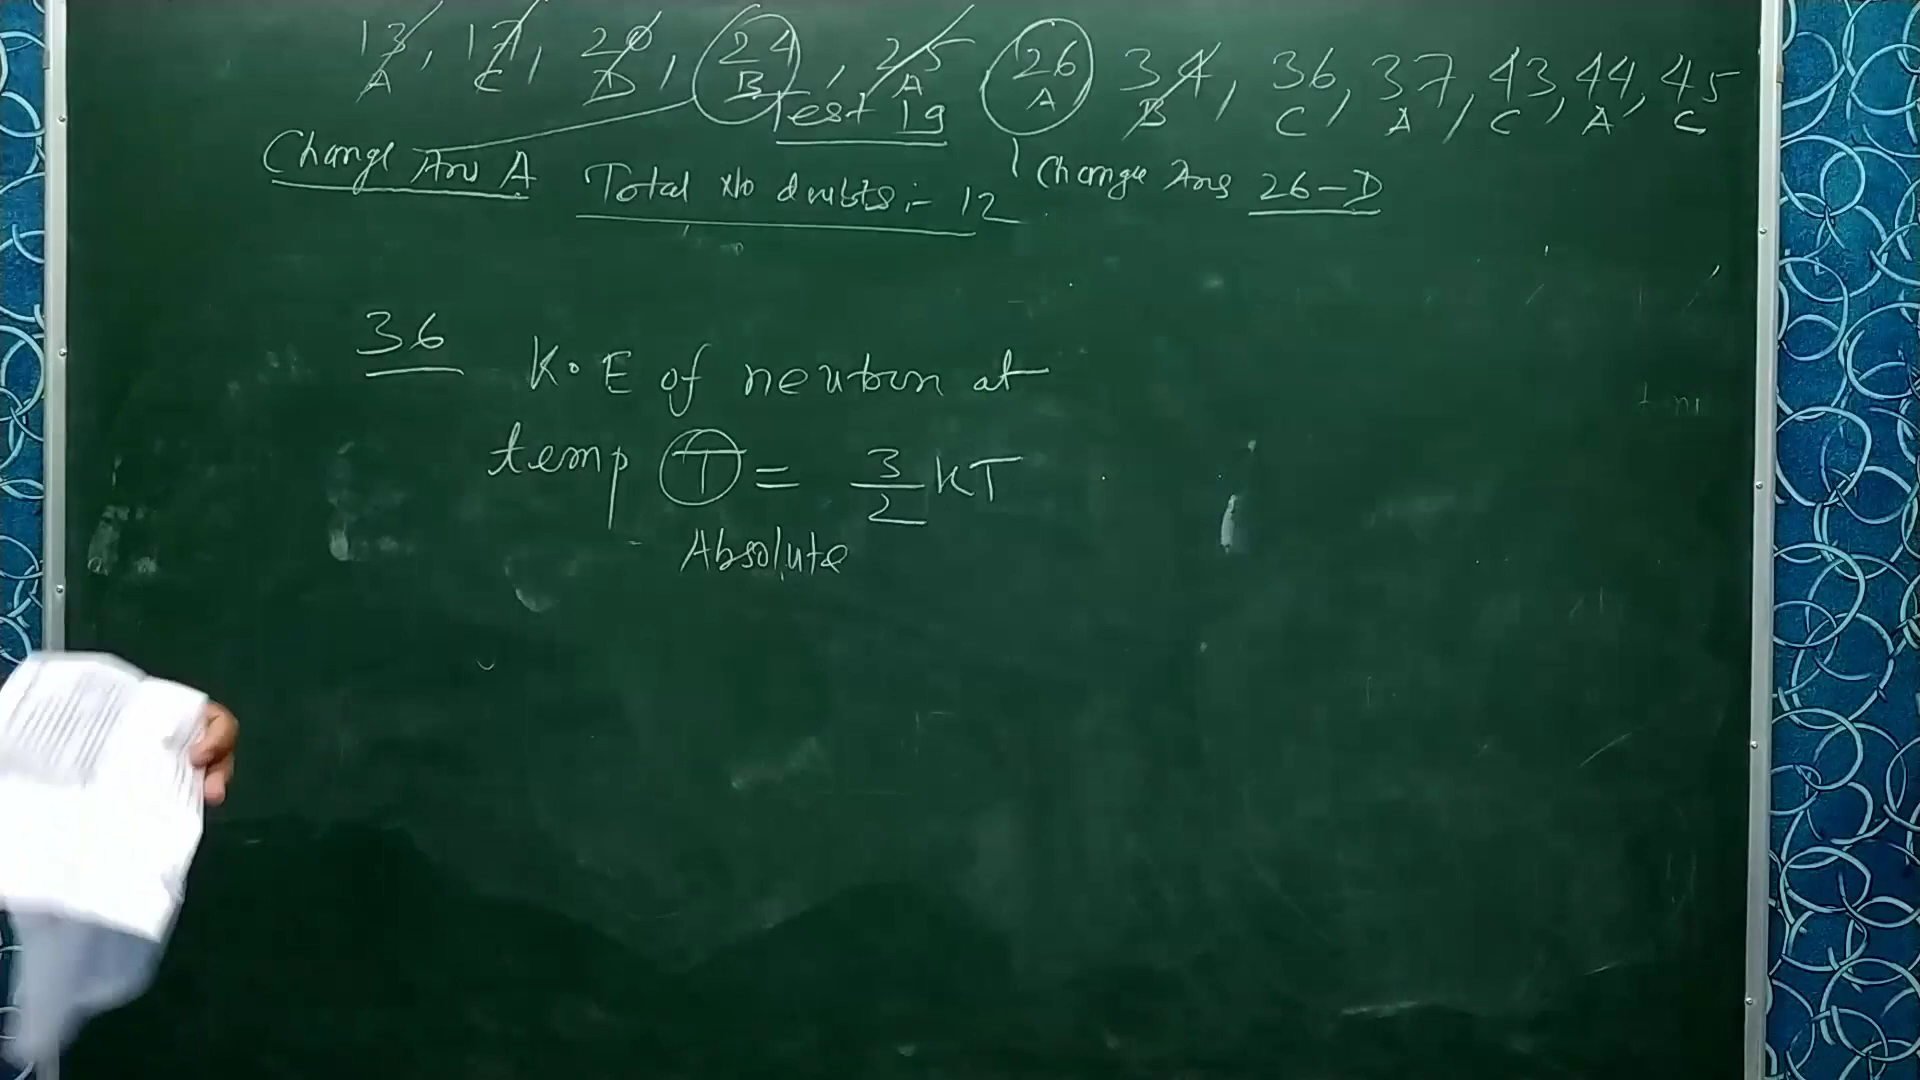 13, 17, 20, 24, 25 26 34, 36, 37, 43, 44, 45
A C D B A A B C A C A C
Test 19
Change Ans A Total No doubts :- 12 Change Ans 26-D
36 K.E of neutron at
temp T = 3/2 KT
Absolute